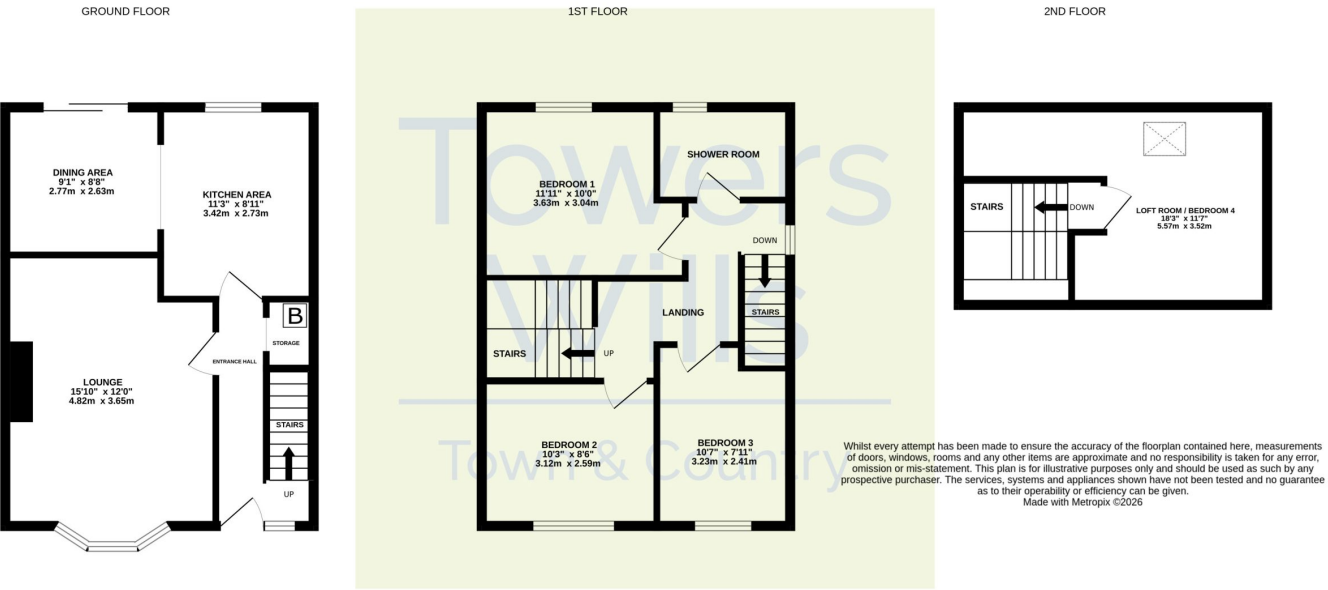 GROUND FLOOR
1ST FLOOR
2ND FLOOR
DINING AREA
9'1" x 8'8"
2.77m x 2.63m
KITCHEN AREA
11'3" x 8'11"
3.42m x 2.73m
B
STORAGE
ENTRANCE HALL
LOUNGE
15'10" x 12'0"
4.82m x 3.65m
STAIRS
UP
Towers
Wills
Town & Country
BEDROOM 1
11'11" x 10'0"
3.63m x 3.04m
SHOWER ROOM
DOWN
LANDING
STAIRS
STAIRS
UP
BEDROOM 2
10'3" x 8'6"
3.12m x 2.59m
BEDROOM 3
10'7" x 7'11"
3.23m x 2.41m
STAIRS
DOWN
LOFT ROOM / BEDROOM 4
18'3" x 11'7"
5.57m x 3.52m
Whilst every attempt has been made to ensure the accuracy of the floorplan contained here, measurements
of doors, windows, rooms and any other items are approximate and no responsibility is taken for any error,
omission or mis-statement. This plan is for illustrative purposes only and should be used as such by any
prospective purchaser. The services, systems and appliances shown have not been tested and no guarantee
as to their operability or efficiency can be given.
Made with Metropix ©2026